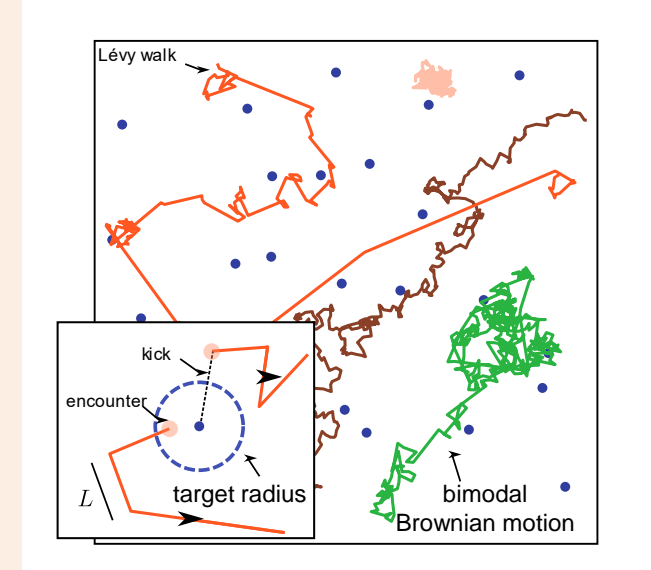 Lévy walk
kick
encounter
L
target radius
bimodal
Brownian motion